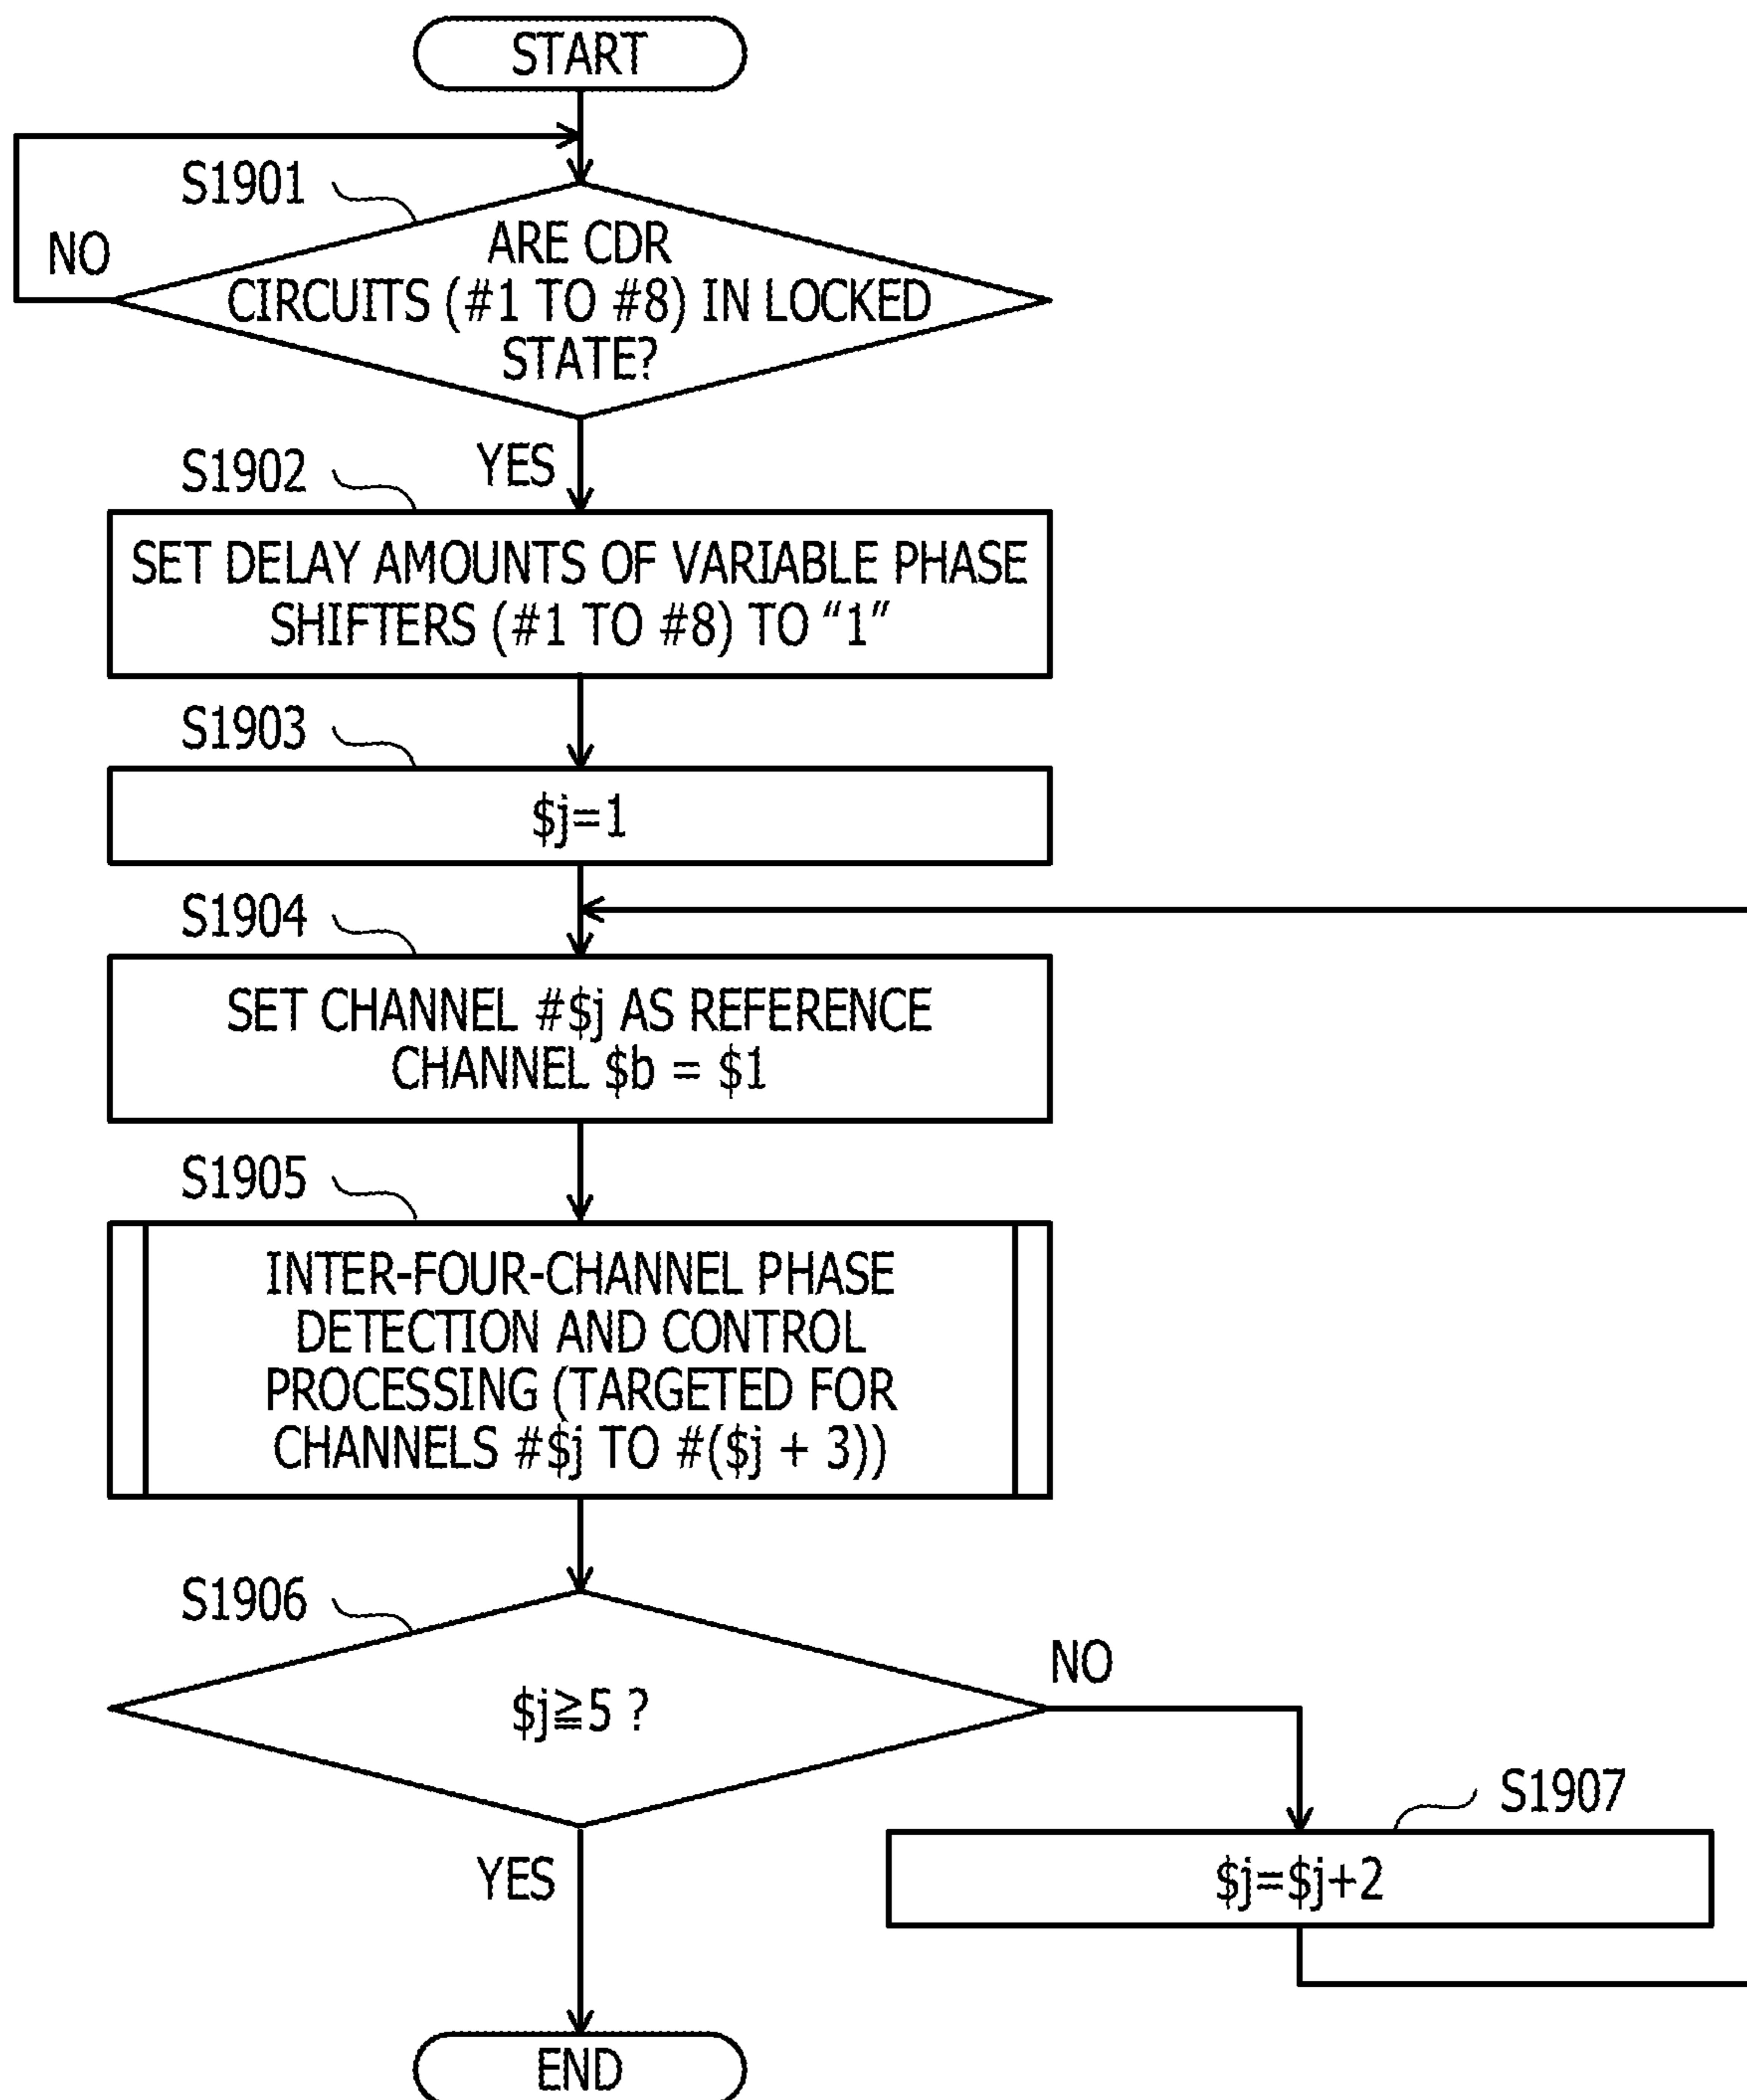 START
S1901
NO
ARE CDR
CIRCUITS (#1 TO #8) IN LOCKED
STATE?
YES
S1902
SET DELAY AMOUNTS OF VARIABLE PHASE
SHIFTERS (#1 TO #8) TO “1”
S1903
$j=1
S1904
SET CHANNEL #$j AS REFERENCE
CHANNEL $b = $1
S1905
INTER-FOUR-CHANNEL PHASE
DETECTION AND CONTROL
PROCESSING (TARGETED FOR
CHANNELS #$j TO #($j + 3))
S1906
$j≧5 ?
NO
S1907
$j=$j+2
YES
END